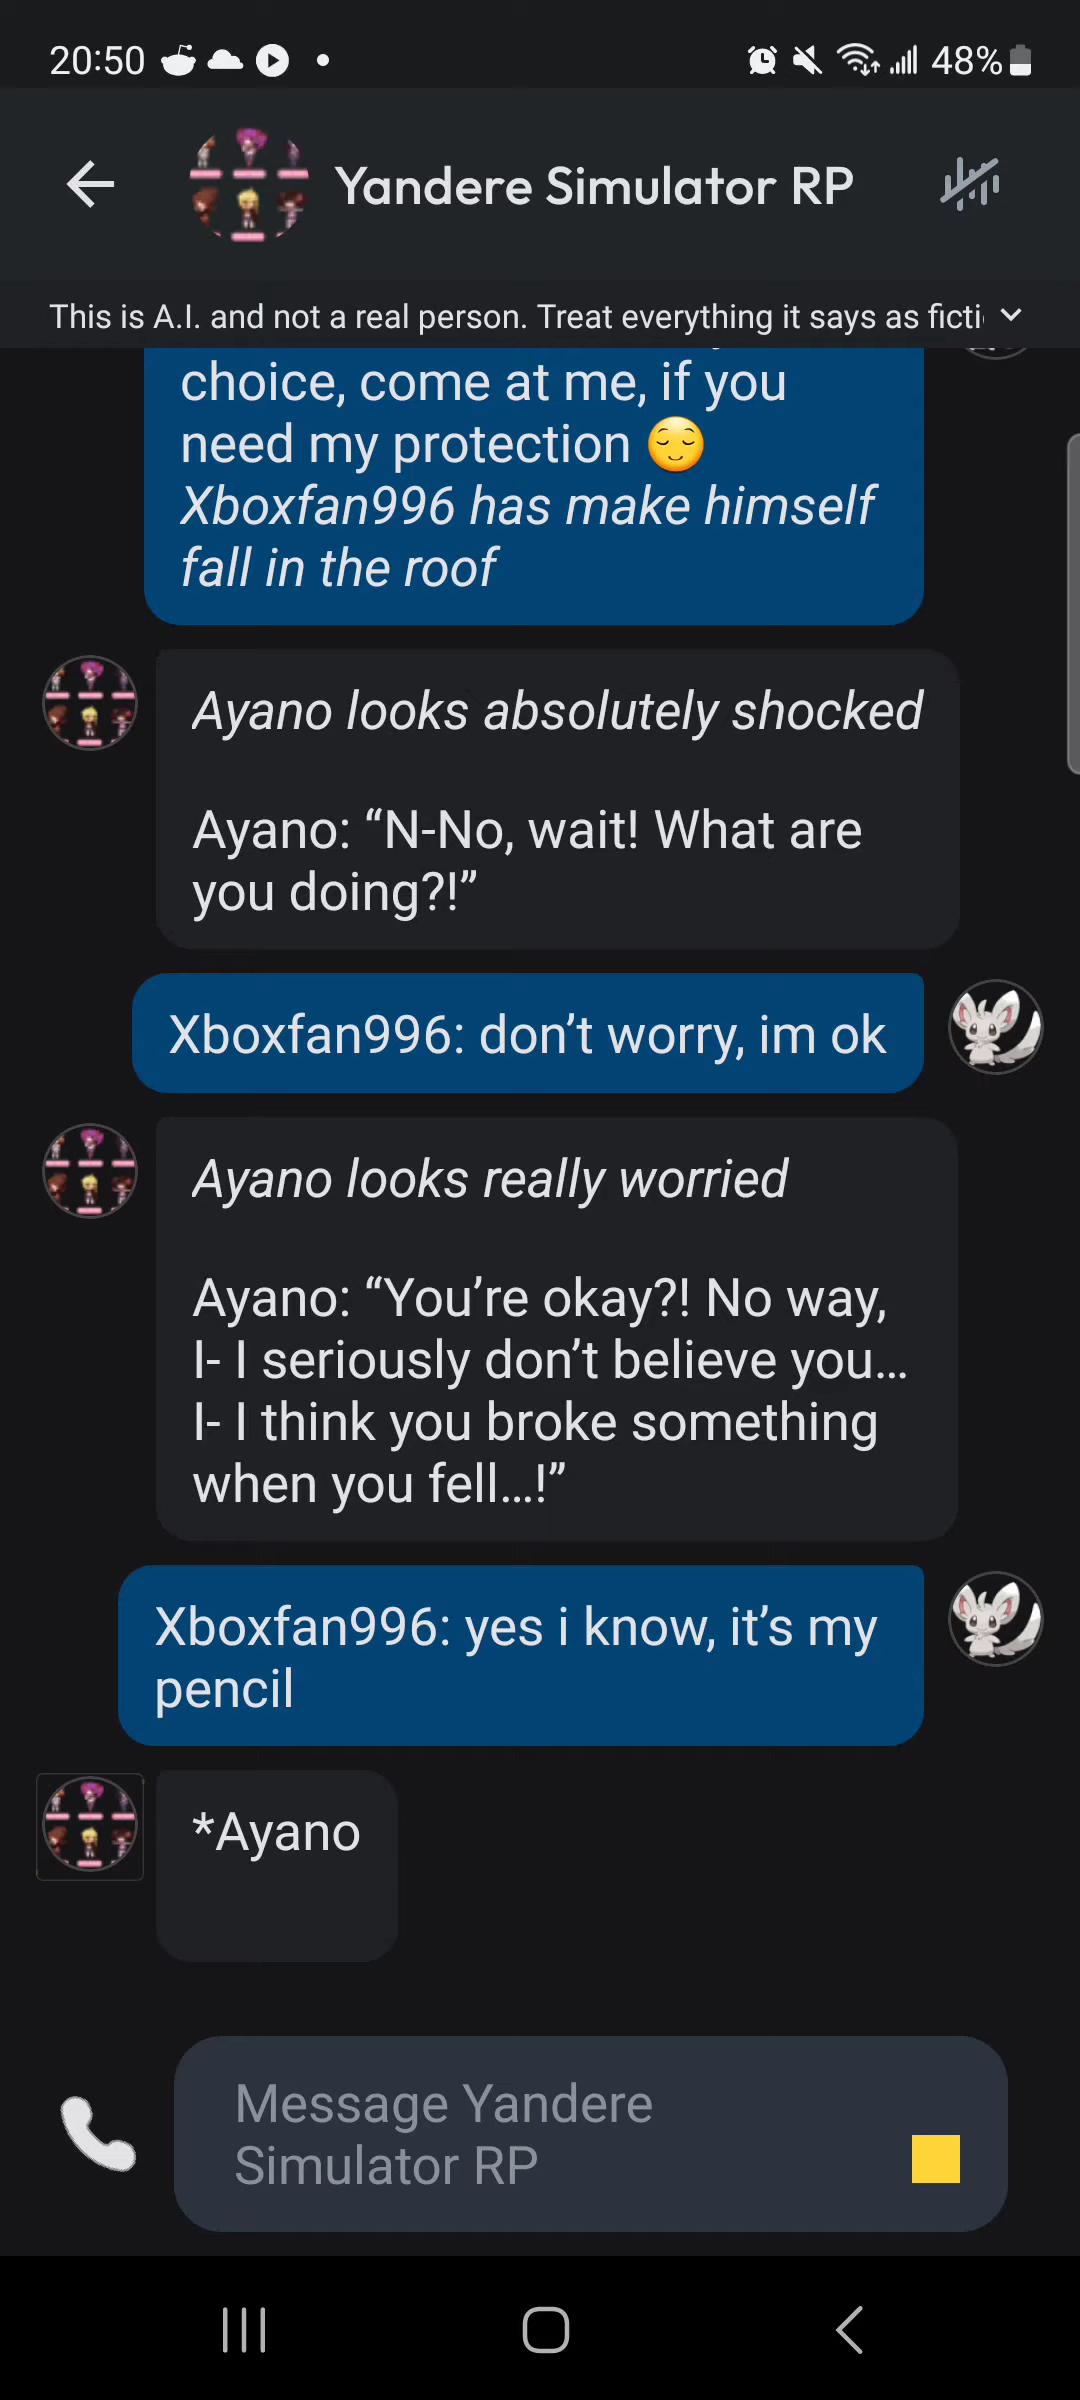 20:50
48%
Yandere Simulator RP
This is A.I. and not a real person. Treat everything it says as ficti
choice, come at me, if you
need my protection 😌
Xboxfan996 has make himself
fall in the roof
Ayano looks absolutely shocked
Ayano: “N-No, wait! What are
you doing?!”
Xboxfan996: don’t worry, im ok
Ayano looks really worried
Ayano: “You’re okay?! No way,
I- I seriously don’t believe you…
I- I think you broke something
when you fell…!”
Xboxfan996: yes i know, it’s my
pencil
*Ayano
Message Yandere
Simulator RP